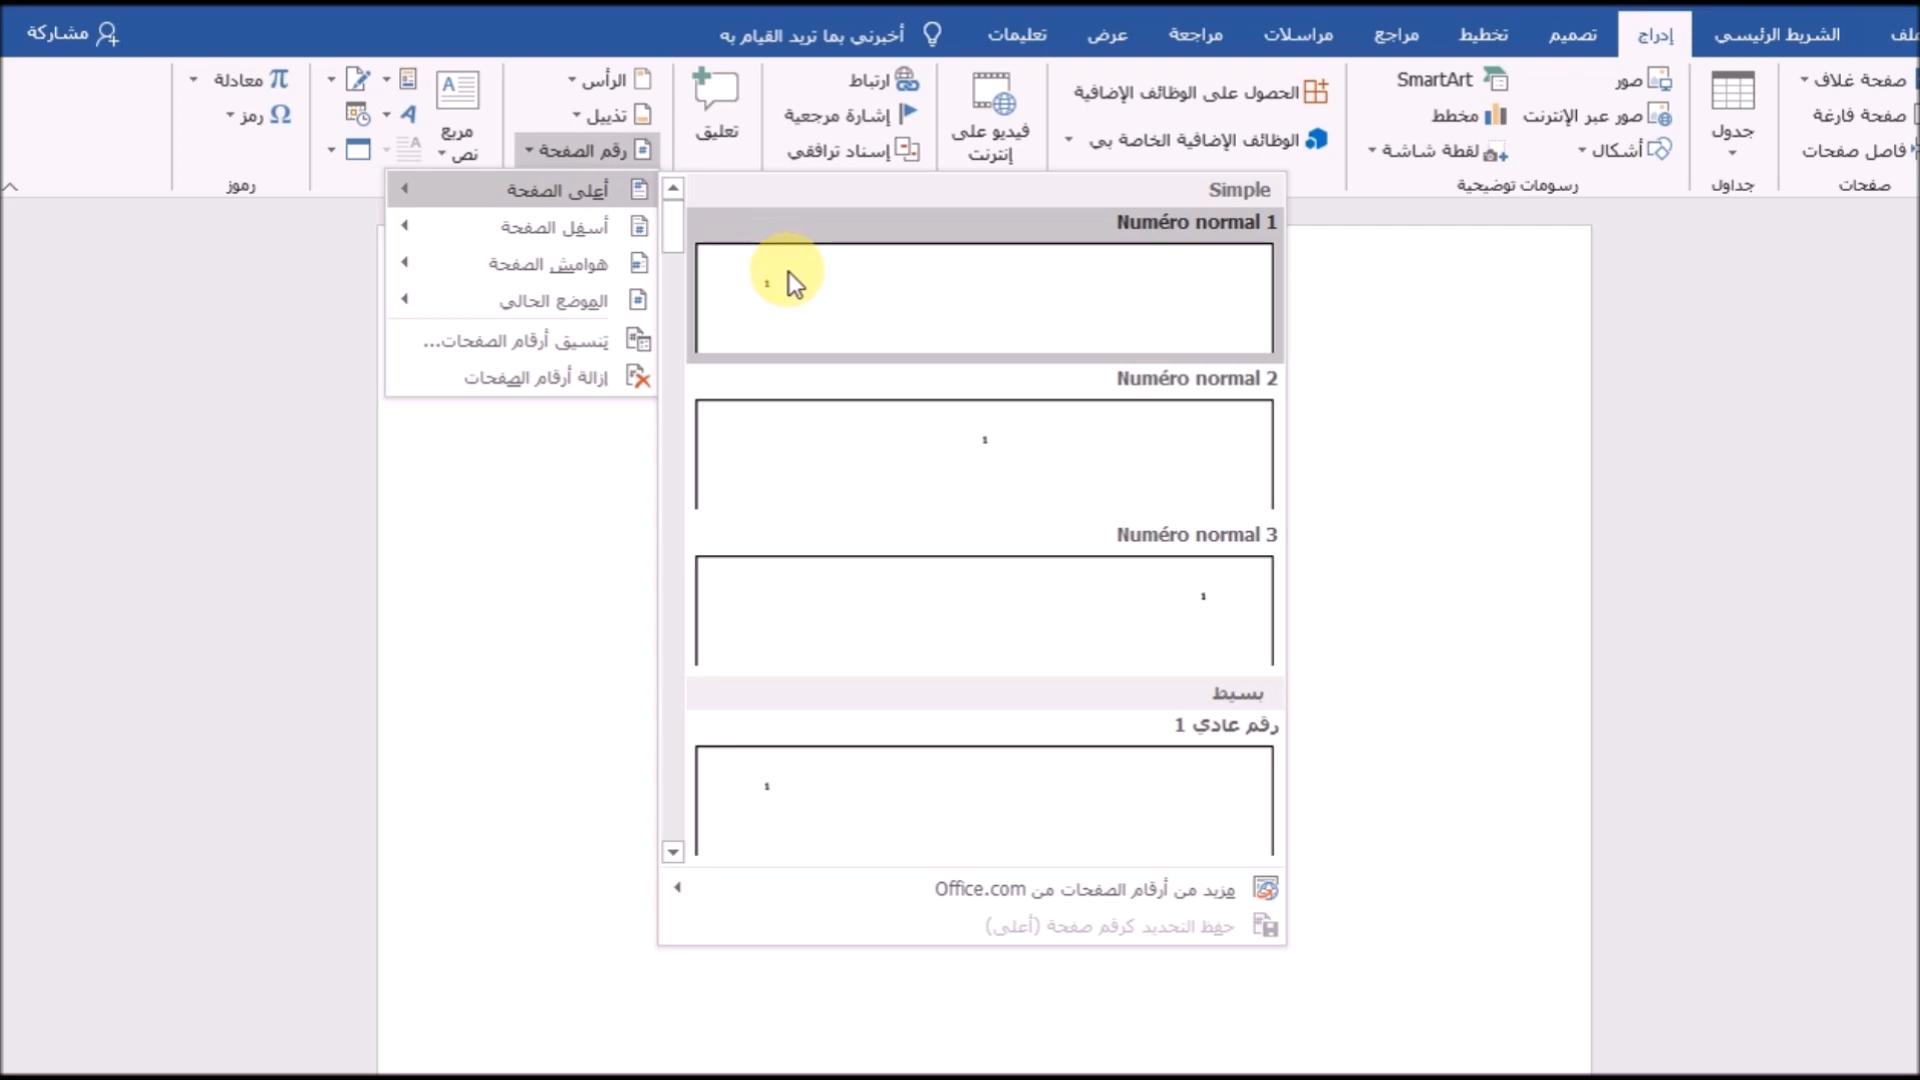 ملف
الشريط الرئيسي
إدراج
تصميم
تخطيط
مراجع
مراسلات
مراجعة
عرض
تعليمات
أخبرني بما تريد القيام به
مشاركة
صفحة غلاف
صفحة فارغة
فاصل صفحات
صفحات
جدول
جداول
صور
صور عبر الإنترنت
أشكال
SmartArt
مخطط
لقطة شاشة
رسومات توضيحية
الحصول على الوظائف الإضافية
الوظائف الإضافية الخاصة بي
فيديو على
إنترنت
ارتباط
إشارة مرجعية
إسناد ترافقي
تعليق
الرأس
تذييل
رقم الصفحة
مربع
نص
معادلة
رمز
رموز
أعلى الصفحة
أسفل الصفحة
هوامش الصفحة
الموضع الحالي
تنسيق أرقام الصفحات...
إزالة أرقام الصفحات
Simple
Numéro normal 1
1
Numéro normal 2
1
Numéro normal 3
1
بسيط
رقم عادي 1
1
مزيد من أرقام الصفحات من Office.com
حفظ التحديد كرقم صفحة (أعلى)